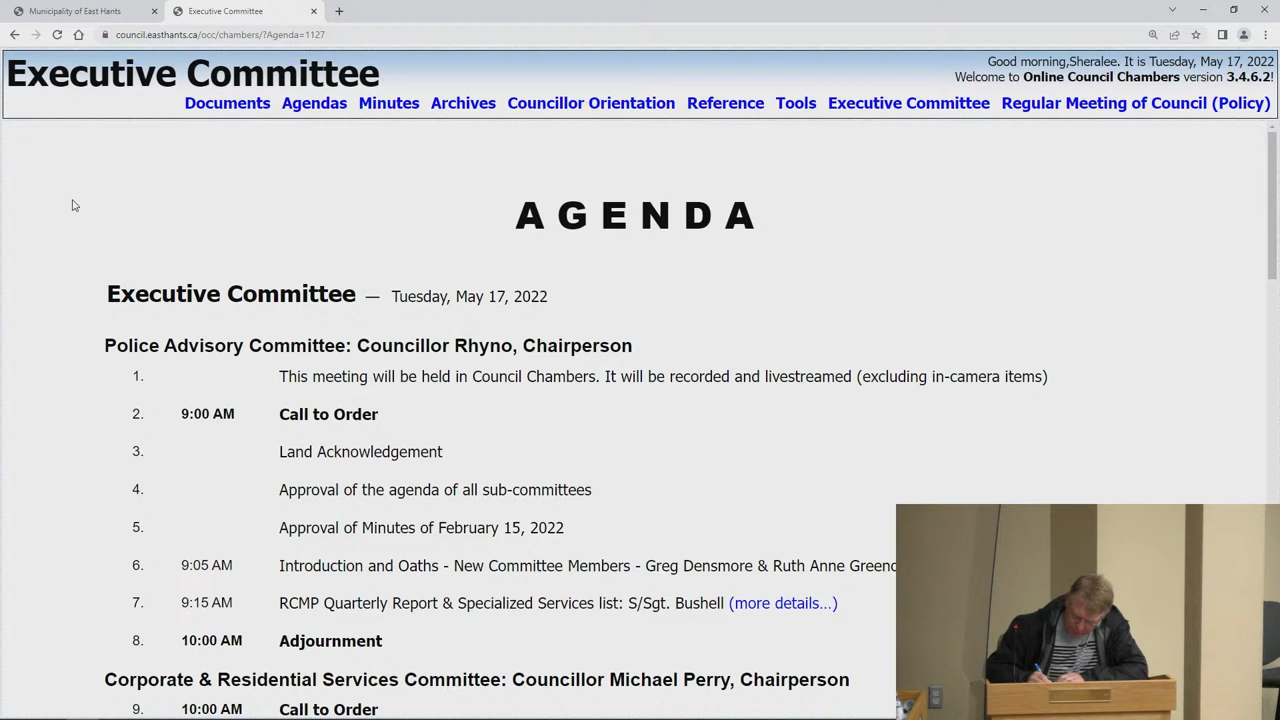 Municipality of East Hants
Executive Committee
council.easthants.ca/occ/chambers/?Agenda=1127
Executive Committee
Good morning,Sheralee. It is Tuesday, May 17, 2022
Welcome to Online Council Chambers version 3.4.6.2!
Documents Agendas Minutes Archives Councillor Orientation Reference Tools Executive Committee Regular Meeting of Council (Policy)
AGENDA
Executive Committee — Tuesday, May 17, 2022
Police Advisory Committee: Councillor Rhyno, Chairperson
1. This meeting will be held in Council Chambers. It will be recorded and livestreamed (excluding in-camera items)
2. 9:00 AM Call to Order
3. Land Acknowledgement
4. Approval of the agenda of all sub-committees
5. Approval of Minutes of February 15, 2022
6. 9:05 AM Introduction and Oaths - New Committee Members - Greg Densmore & Ruth Anne
7. 9:15 AM RCMP Quarterly Report & Specialized Services list: S/Sgt. Bushell (more details...)
8. 10:00 AM Adjournment
Corporate & Residential Services Committee: Councillor Michael Perry, Chairperson
9. 10:00 AM Call to Order